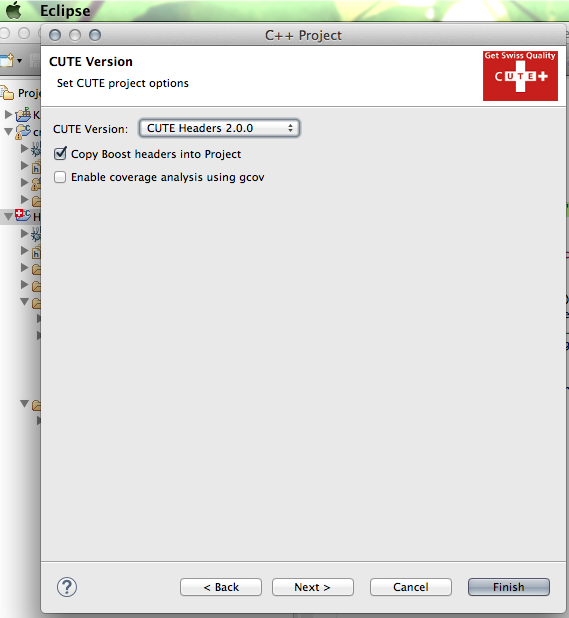 Eclipse
C++ Project
CUTE Version
Set CUTE project options
Get Swiss Quality
CUTE+
CUTE Version: CUTE Headers 2.0.0
Copy Boost headers into Project
Enable coverage analysis using gcov
Proj
K
H
? < Back Next > Cancel Finish